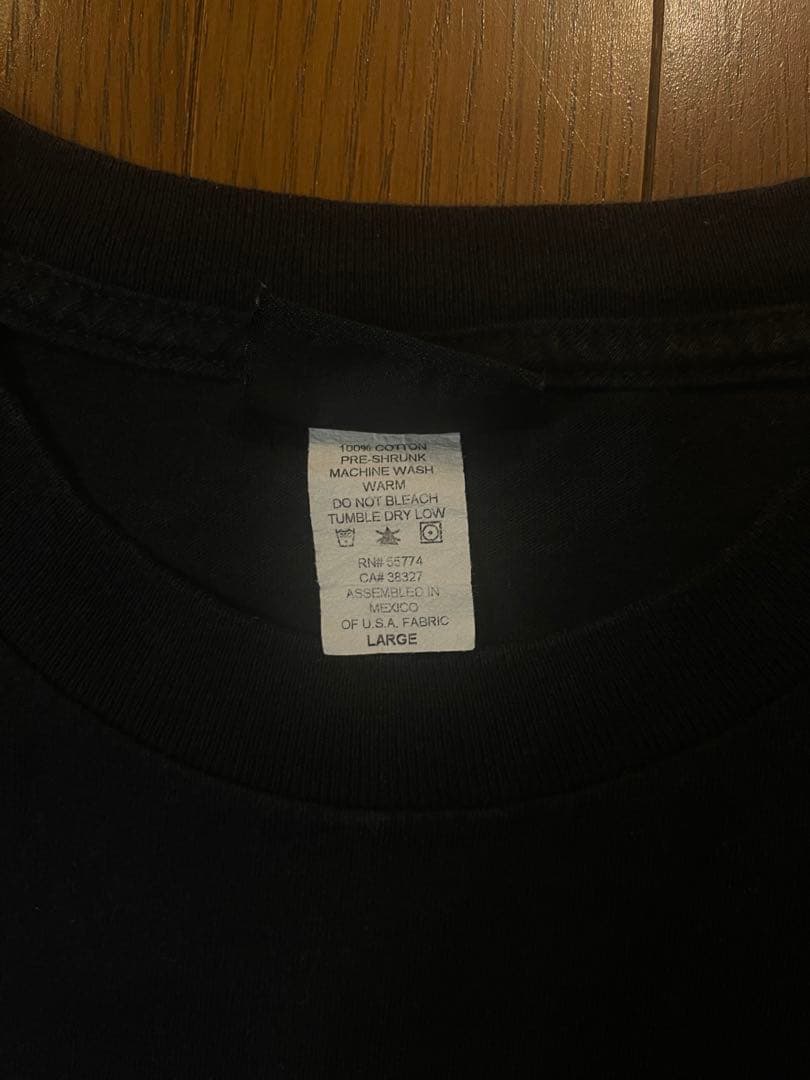 100% COTTON
PRE-SHRUNK
MACHINE WASH
WARM
DO NOT BLEACH
TUMBLE DRY LOW
RN# 55774
CA# 38327
ASSEMBLED IN
MEXICO
OF U.S.A. FABRIC
LARGE